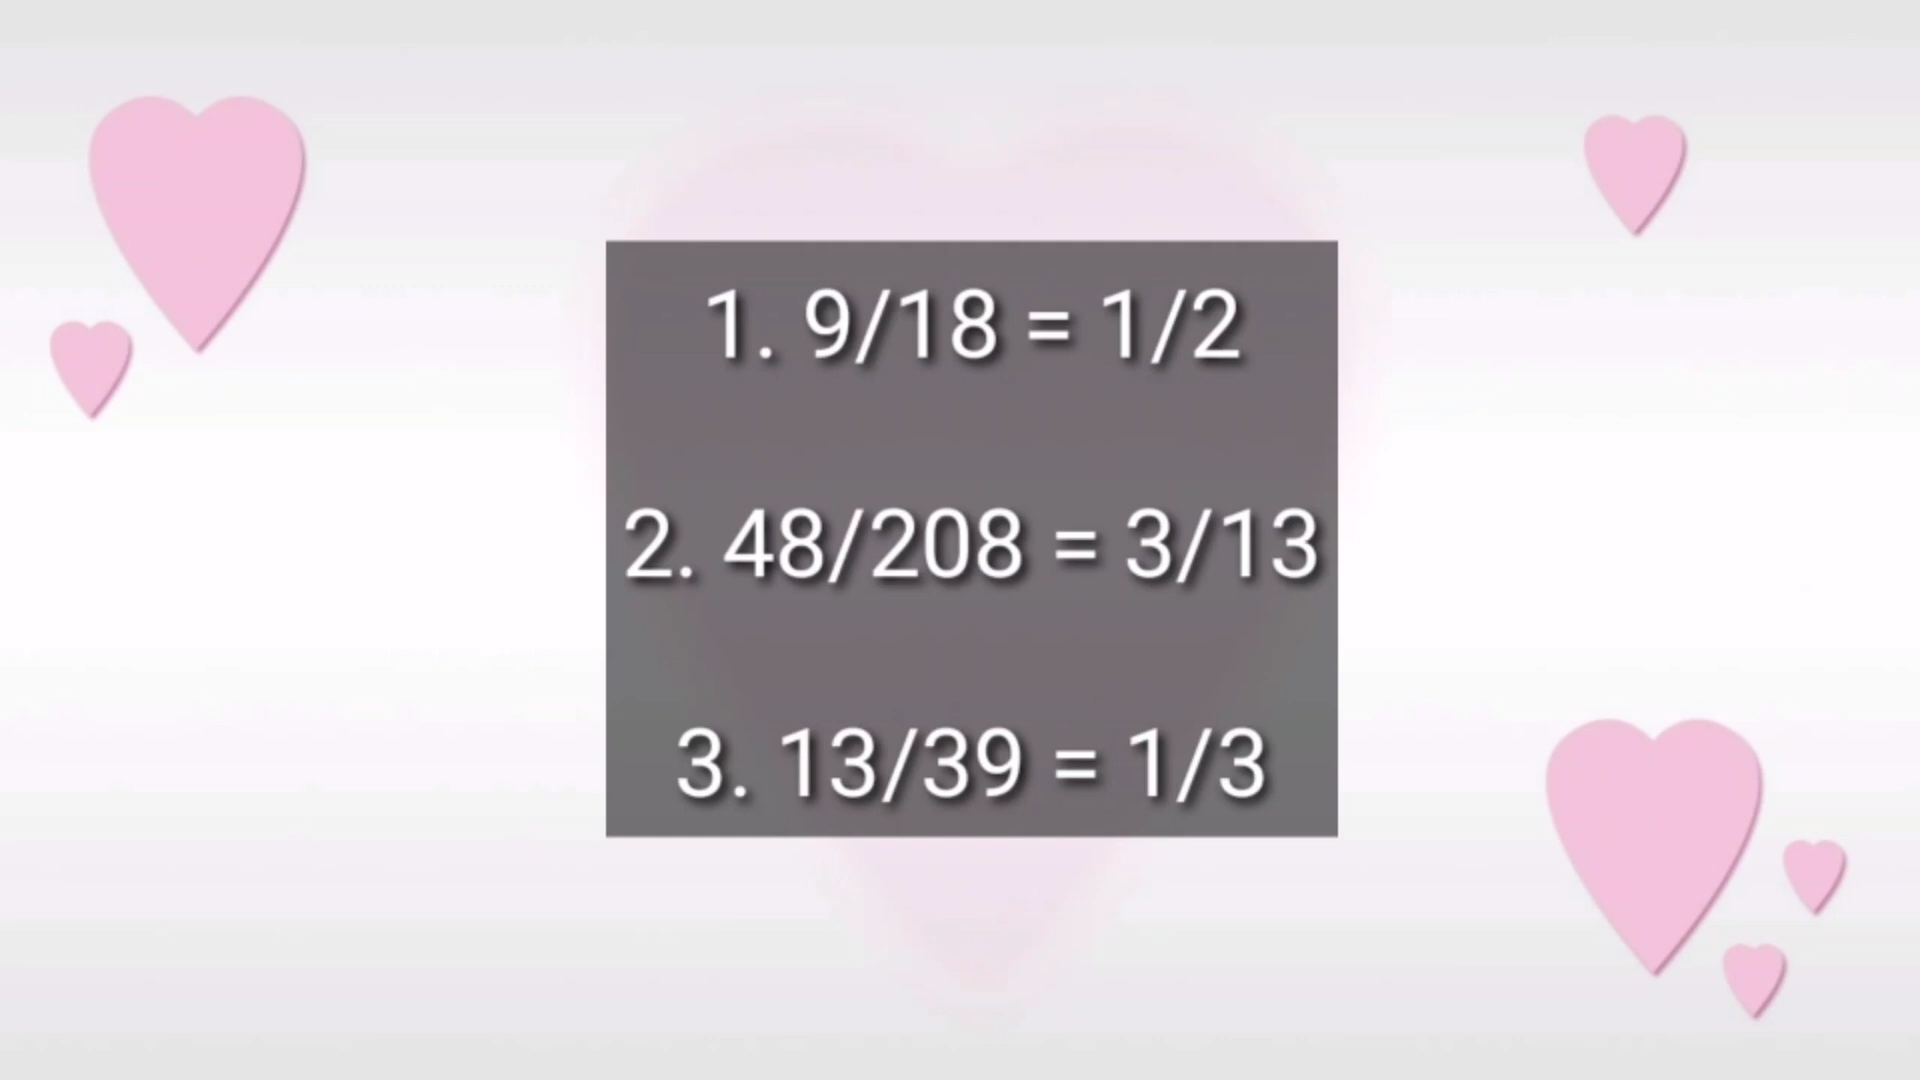 1. 9/18 = 1/2
2. 48/208 = 3/13
3. 13/39 = 1/3